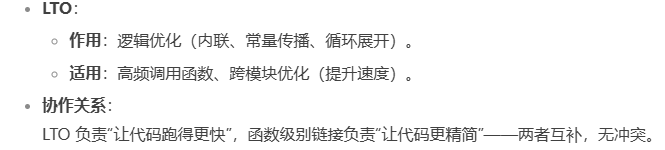 LTO：
作用：逻辑优化（内联、常量传播、循环展开）。
适用：高频调用函数、跨模块优化（提升速度）。
协作关系：
LTO 负责“让代码跑得更快”，函数级别链接负责“让代码更精简”——两者互补，无冲突。